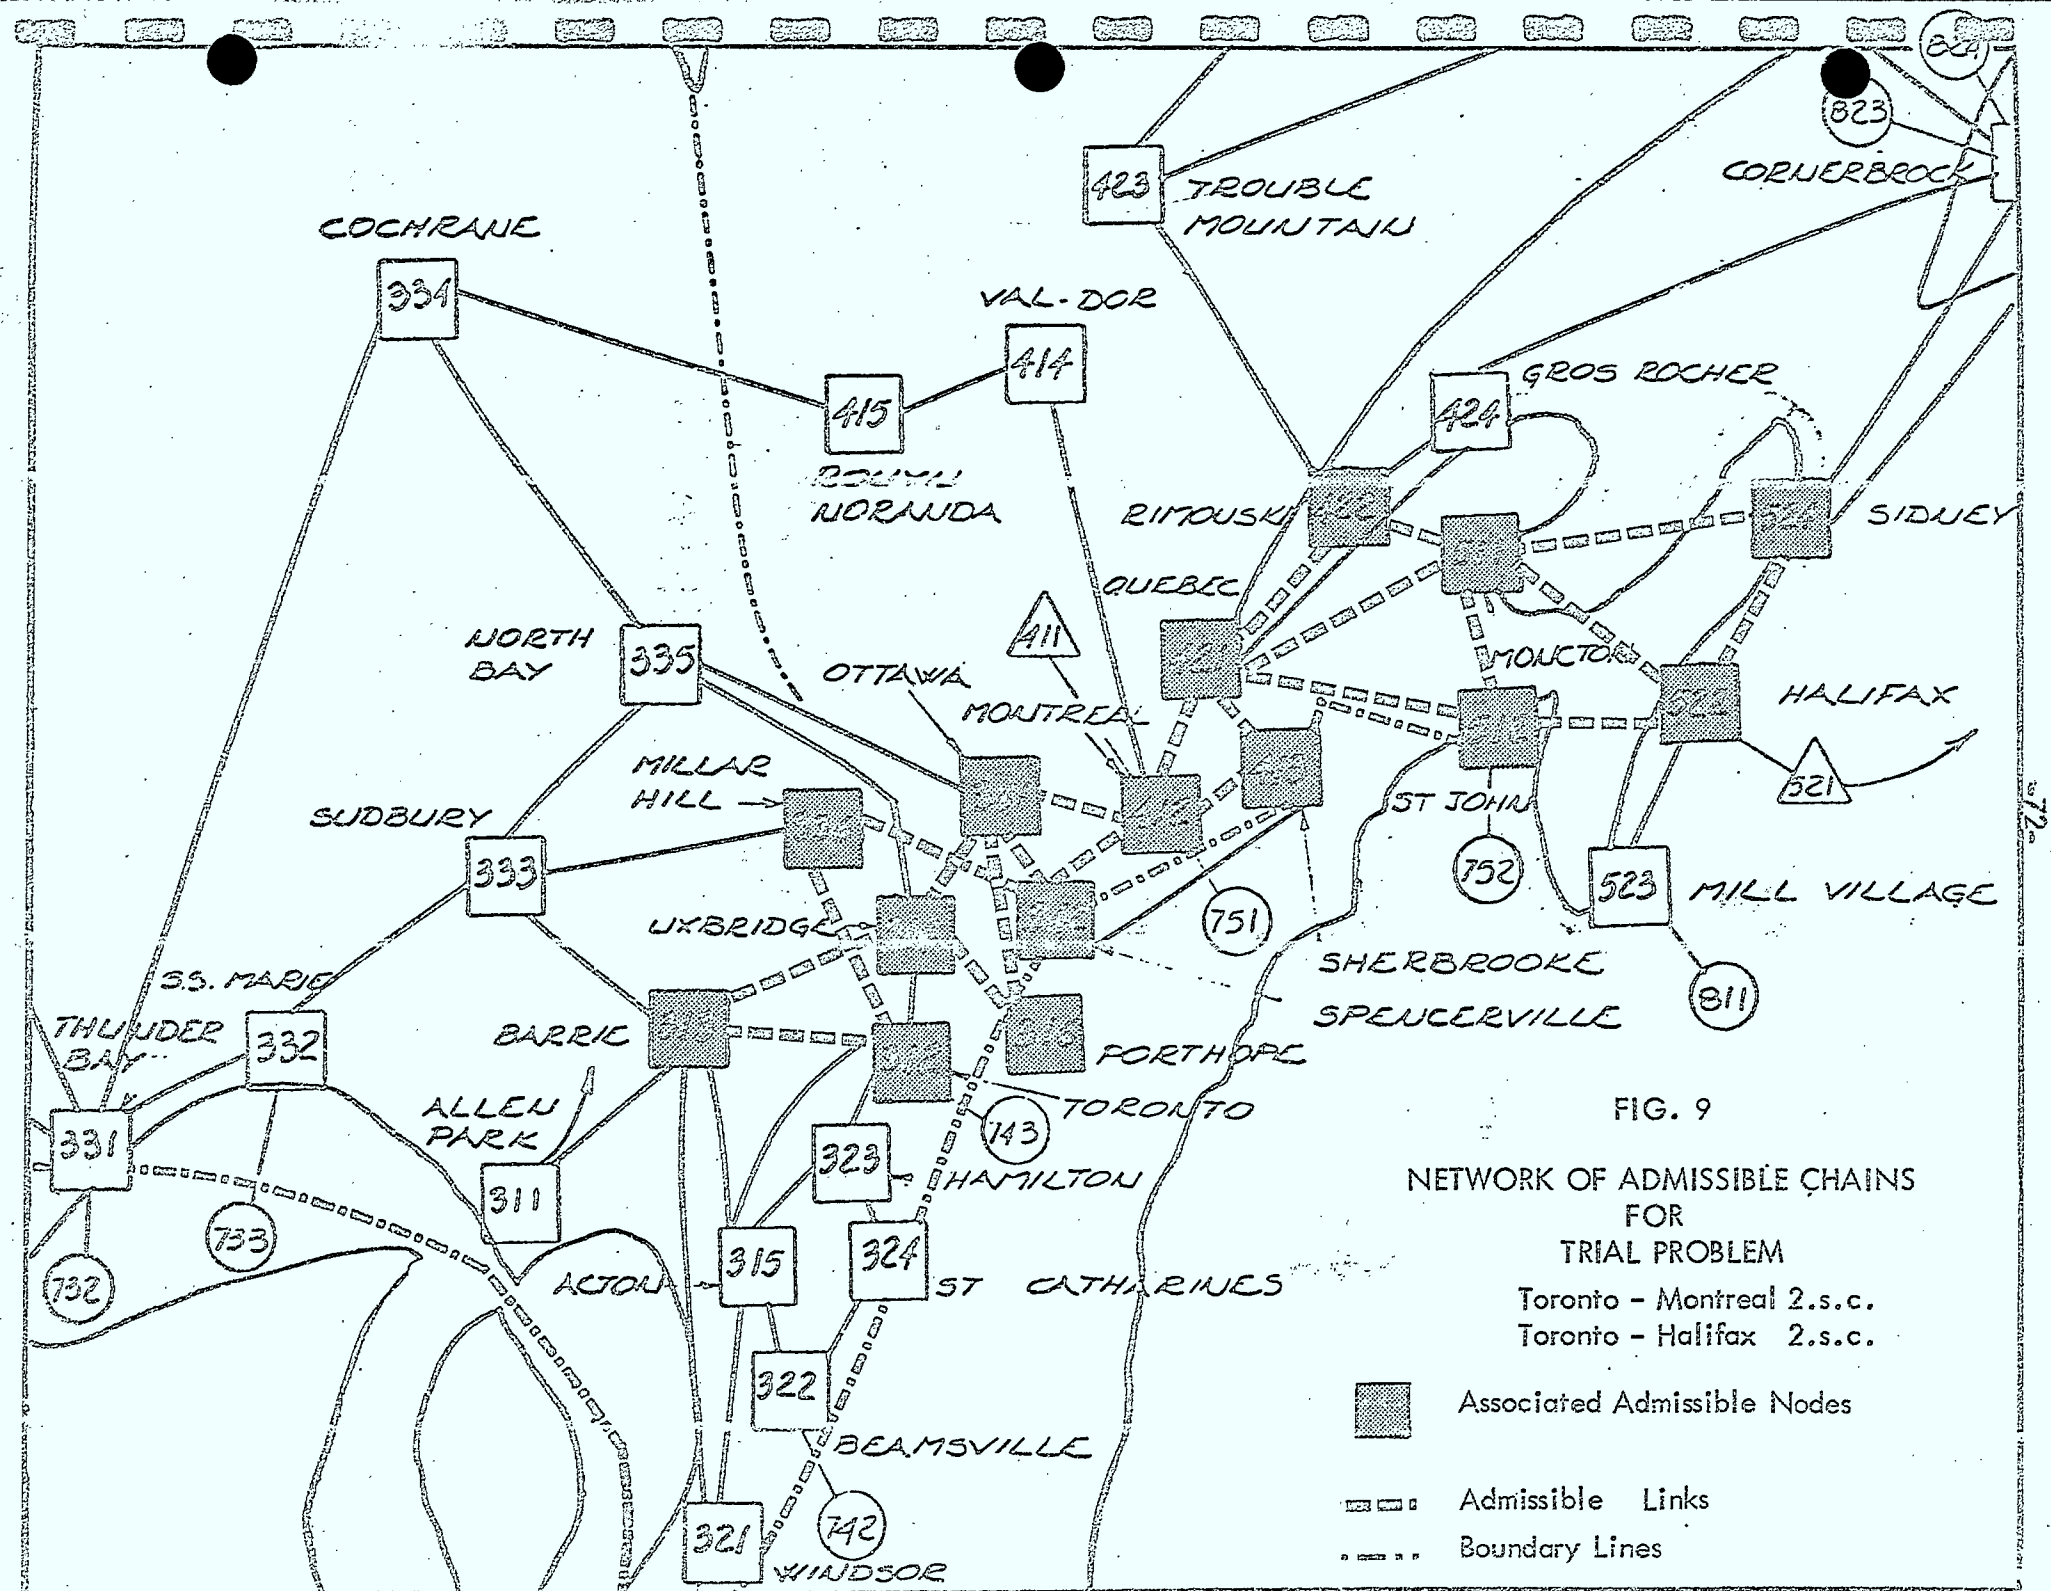 824
823
CORNERBROCK
423
TROUBLE
MOUNTAIN
COCHRANE
334
VAL-DOR
414
415
ROUYN
NORANDA
GROS ROCHER
424
RIMOUSKI
SIDNEY
QUEBEC
411
NORTH
BAY
335
OTTAWA
MONTREAL
MONCTON
HALIFAX
521
MILLAR
HILL
SUDBURY
333
ST JOHN
752
523
MILL VILLAGE
UXBRIDGE
751
SHERBROOKE
SPENCERVILLE
811
S.S. MARIE
THUNDER
BAY
332
BARRIE
PORTHOPE
TORONTO
743
331
ALLEN
PARK
311
323
HAMILTON
733
732
ACTON
315
324
ST CATHARINES
322
BEAMSVILLE
321
742
WINDSOR
FIG. 9
NETWORK OF ADMISSIBLE CHAINS
FOR
TRIAL PROBLEM
Toronto - Montreal 2.s.c.
Toronto - Halifax 2.s.c.
Associated Admissible Nodes
Admissible Links
Boundary Lines